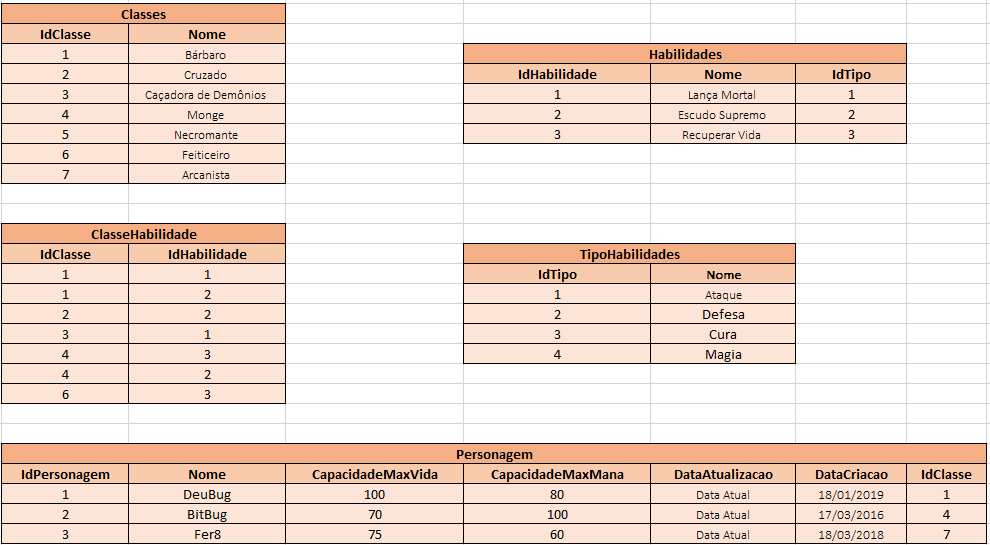 Classes
IdClasse Nome
1 Bárbaro
2 Cruzado
3 Caçadora de Demônios
4 Monge
5 Necromante
6 Feiticeiro
7 Arcanista
Habilidades
IdHabilidade Nome IdTipo
1 Lança Mortal 1
2 Escudo Supremo 2
3 Recuperar Vida 3
ClasseHabilidade
IdClasse IdHabilidade
1 1
1 2
2 2
3 1
4 3
4 2
6 3
TipoHabilidades
IdTipo Nome
1 Ataque
2 Defesa
3 Cura
4 Magia
Personagem
IdPersonagem Nome CapacidadeMaxVida CapacidadeMaxMana DataAtualizacao DataCriacao IdClasse
1 DeuBug 100 80 Data Atual 18/01/2019 1
2 BitBug 70 100 Data Atual 17/03/2016 4
3 Fer8 75 60 Data Atual 18/03/2018 7